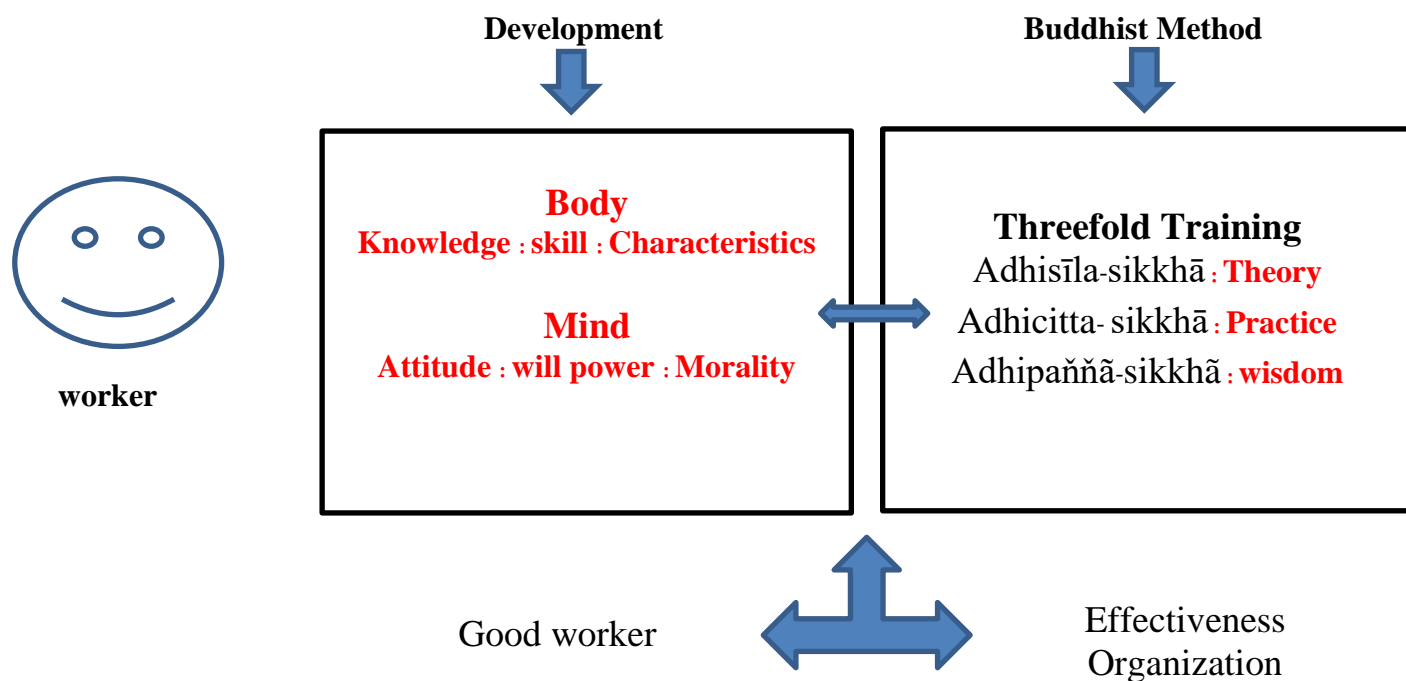 Development
Buddhist Method
Body
Knowledge : skill : Characteristics
Mind
Attitude : will power : Morality
Threefold Training
Adhisīla-sikkhā : Theory
Adhicitta- sikkhā : Practice
Adhipaňňã-sikkhã : wisdom
worker
Good worker
Effectiveness
Organization